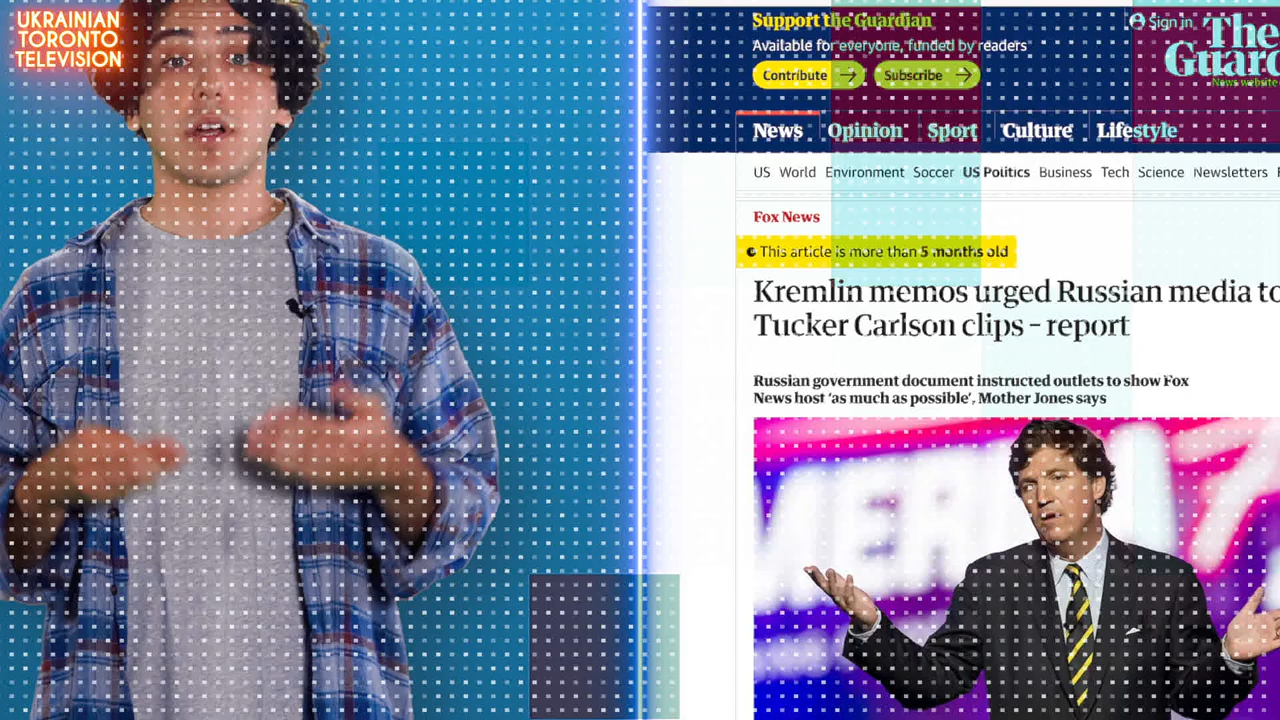 UKRAINIAN
TORONTO
TELEVISION
Support the Guardian
Available for everyone, funded by readers
Contribute
Subscribe
Sign in
The
Guard
News website
News Opinion Sport Culture Lifestyle
US World Environment Soccer US Politics Business Tech Science Newsletters F
Fox News
This article is more than 5 months old
Kremlin memos urged Russian media to
Tucker Carlson clips – report
Russian government document instructed outlets to show Fox
News host ‘as much as possible’, Mother Jones says